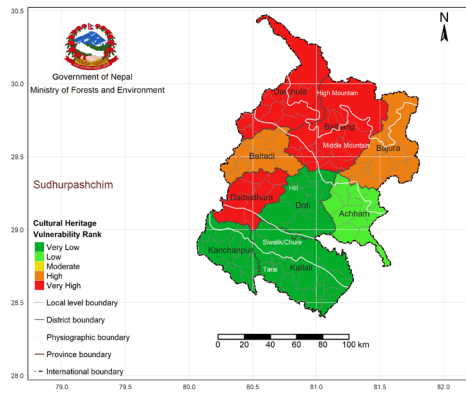 30.5
N
Government of Nepal
Ministry of Forests and Environment
30.0
Darchula
High Mountain
Bajhang
29.5
Baitadi
Middle Mountain
Bajura
Sudhurpashchim
Dadeldhura
Hill
Doti
Achham
Cultural Heritage
Vulnerability Rank
Very Low
Low
Moderate
High
Very High
29.0
Kanchanpur
Siwalik/Chure
Tarai
Kailali
Local level boundary
District boundary
Physiographic boundary
Province boundary
International boundary
28.5
0 20 40 60 80 100 km
28.0
79.0 79.5 80.0 80.5 81.0 81.5 82.0